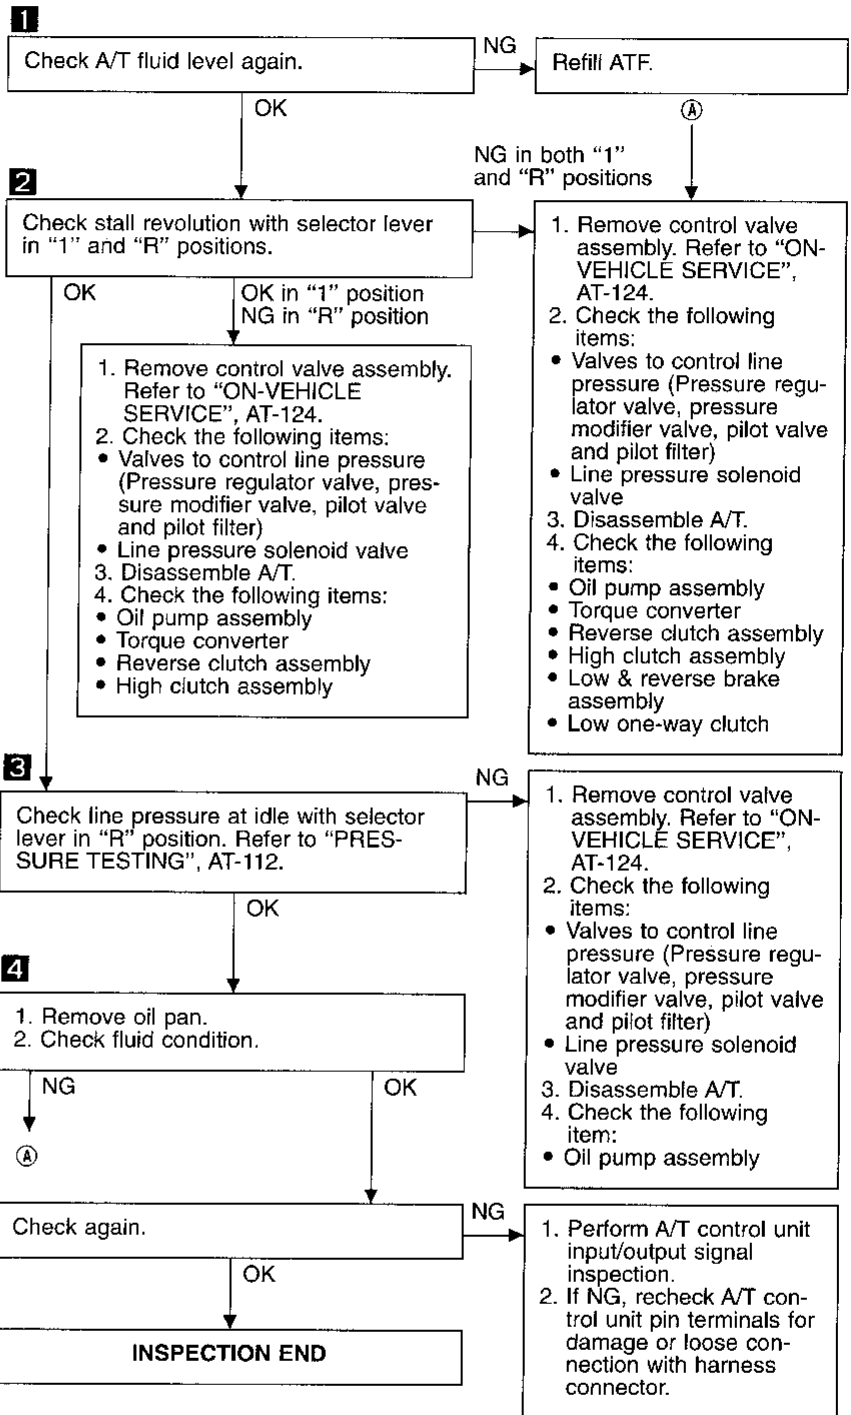 1
Check A/T fluid level again.
NG
Refill ATF.
OK
Ⓐ
NG in both “1”
and “R” positions
2
Check stall revolution with selector lever
in “1” and “R” positions.
OK
OK in “1” position
NG in “R” position
1. Remove control valve assembly.
Refer to “ON-VEHICLE
SERVICE”, AT-124.
2. Check the following items:
• Valves to control line pressure
(Pressure regulator valve, pres-
sure modifier valve, pilot valve
and pilot filter)
• Line pressure solenoid valve
3. Disassemble A/T.
4. Check the following items:
• Oil pump assembly
• Torque converter
• Reverse clutch assembly
• High clutch assembly
1. Remove control valve
assembly. Refer to “ON-
VEHICLE SERVICE”,
AT-124.
2. Check the following
items:
• Valves to control line
pressure (Pressure regu-
lator valve, pressure
modifier valve, pilot valve
and pilot filter)
• Line pressure solenoid
valve
3. Disassemble A/T.
4. Check the following
items:
• Oil pump assembly
• Torque converter
• Reverse clutch assembly
• High clutch assembly
• Low & reverse brake
assembly
• Low one-way clutch
3
Check line pressure at idle with selector
lever in “R” position. Refer to “PRES-
SURE TESTING”, AT-112.
NG
1. Remove control valve
assembly. Refer to “ON-
VEHICLE SERVICE”,
AT-124.
2. Check the following
items:
• Valves to control line
pressure (Pressure regu-
lator valve, pressure
modifier valve, pilot valve
and pilot filter)
• Line pressure solenoid
valve
3. Disassemble A/T.
4. Check the following
item:
• Oil pump assembly
OK
4
1. Remove oil pan.
2. Check fluid condition.
NG
OK
Ⓐ
Check again.
NG
1. Perform A/T control unit
input/output signal
inspection.
2. If NG, recheck A/T con-
trol unit pin terminals for
damage or loose con-
nection with harness
connector.
OK
INSPECTION END